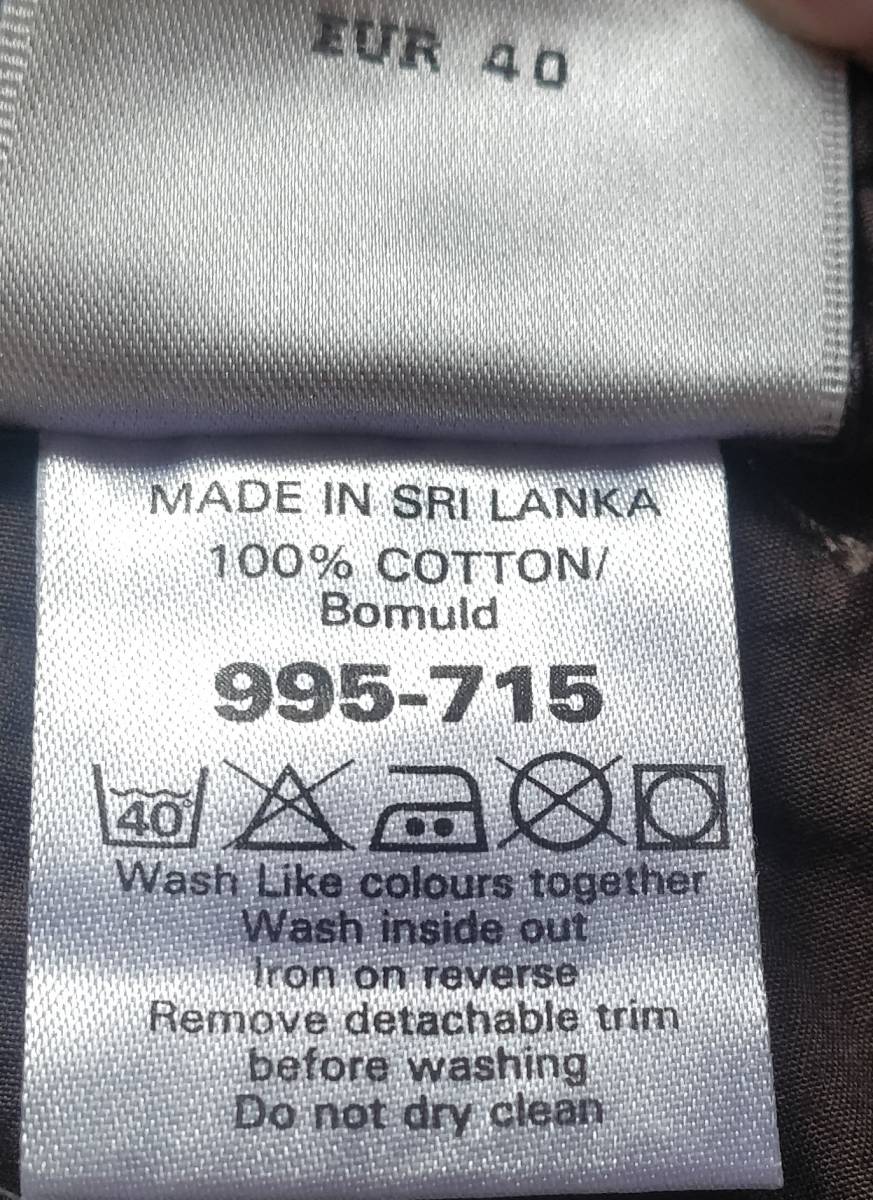 EUR 40
MADE IN SRI LANKA
100% COTTON/
Bomuld
995-715
40°
Wash Like colours together
Wash inside out
Iron on reverse
Remove detachable trim
before washing
Do not dry clean